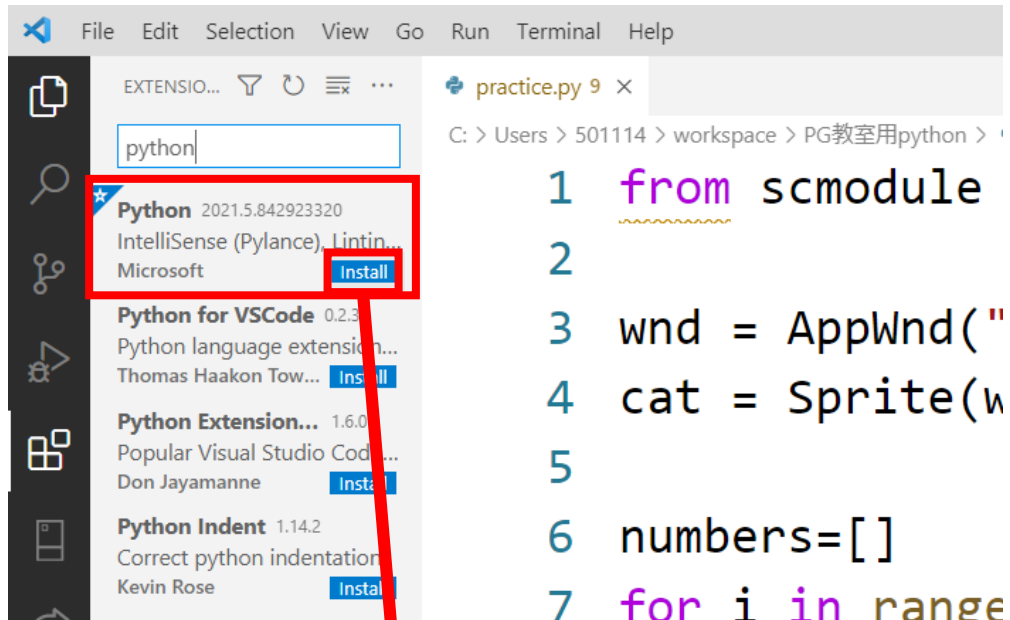 File Edit Selection View Go Run Terminal Help
EXTENSIO...
python
Python 2021.5.842923320
IntelliSense (Pylance), Lintin...
Microsoft Install
Python for VSCode 0.2.3
Python language extension...
Thomas Haakon Tow... Install
Python Extension... 1.6.0
Popular Visual Studio Cod...
Don Jayamanne Install
Python Indent 1.14.2
Correct python indentation
Kevin Rose Install
practice.py 9
C: > Users > 501114 > workspace > PG教室用python >
1 from scmodule
2
3 wnd = AppWnd("
4 cat = Sprite(w
5
6 numbers=[]
7 for i in range